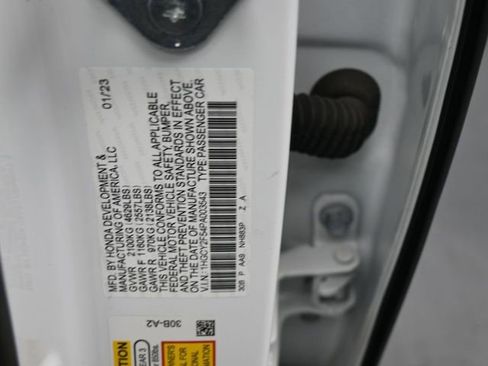 MFD. BY HONDA DEVELOPMENT &
MANUFACTURING OF AMERICA, LLC 01/23
GVWR 2100KG (4629LBS)
GAWR F 1160KG (2557LBS)
GAWR R 970KG (2138LBS)
THIS VEHICLE CONFORMS TO ALL APPLICABLE
FEDERAL MOTOR VEHICLE SAFETY, BUMPER,
AND THEFT PREVENTION STANDARDS IN EFFECT
ON THE DATE OF MANUFACTURE SHOWN ABOVE.
V.I.N.: 1HGCY2F54PA003543 TYPE: PASSENGER CAR
30B P AAB NH883P Z A
30B-A2